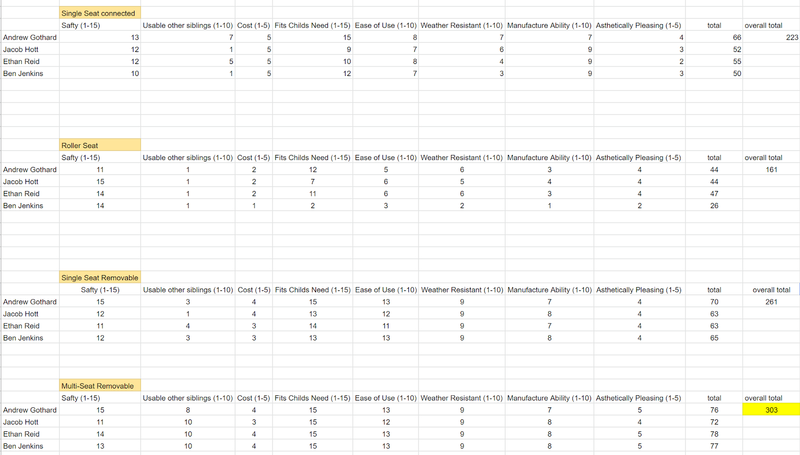 Single Seat connected
Safty (1-15) Usable other siblings (1-10) Cost (1-5) Fits Childs Need (1-15) Ease of Use (1-10) Weather Resistant (1-10) Manufacture Ability (1-10) Asthetically Pleasing (1-5) total overall total
Andrew Gothard 13 7 5 15 8 7 7 4 66 223
Jacob Hott 12 1 5 9 7 6 9 3 52
Ethan Reid 12 5 5 10 8 4 9 2 55
Ben Jenkins 10 1 5 12 7 3 9 3 50
Roller Seat
Safty (1-15) Usable other siblings (1-10) Cost (1-5) Fits Childs Need (1-15) Ease of Use (1-10) Weather Resistant (1-10) Manufacture Ability (1-10) Asthetically Pleasing (1-5) total overall total
Andrew Gothard 11 1 2 12 5 6 3 4 44 161
Jacob Hott 15 1 2 7 6 5 4 4 44
Ethan Reid 14 1 2 11 6 6 3 4 47
Ben Jenkins 14 1 1 2 3 2 1 2 26
Single Seat Removable
Safty (1-15) Usable other siblings (1-10) Cost (1-5) Fits Childs Need (1-15) Ease of Use (1-10) Weather Resistant (1-10) Manufacture Ability (1-10) Asthetically Pleasing (1-5) total overall total
Andrew Gothard 15 3 4 15 13 9 7 4 70 261
Jacob Hott 12 1 4 13 12 9 8 4 63
Ethan Reid 11 4 3 14 11 9 7 4 63
Ben Jenkins 12 3 3 13 13 9 8 4 65
Multi-Seat Removable
Safty (1-15) Usable other siblings (1-10) Cost (1-5) Fits Childs Need (1-15) Ease of Use (1-10) Weather Resistant (1-10) Manufacture Ability (1-10) Asthetically Pleasing (1-5) total overall total
Andrew Gothard 15 8 4 15 13 9 7 5 76 303
Jacob Hott 11 10 3 15 12 9 8 4 72
Ethan Reid 14 10 4 15 13 9 8 5 78
Ben Jenkins 13 10 4 15 13 9 8 5 77